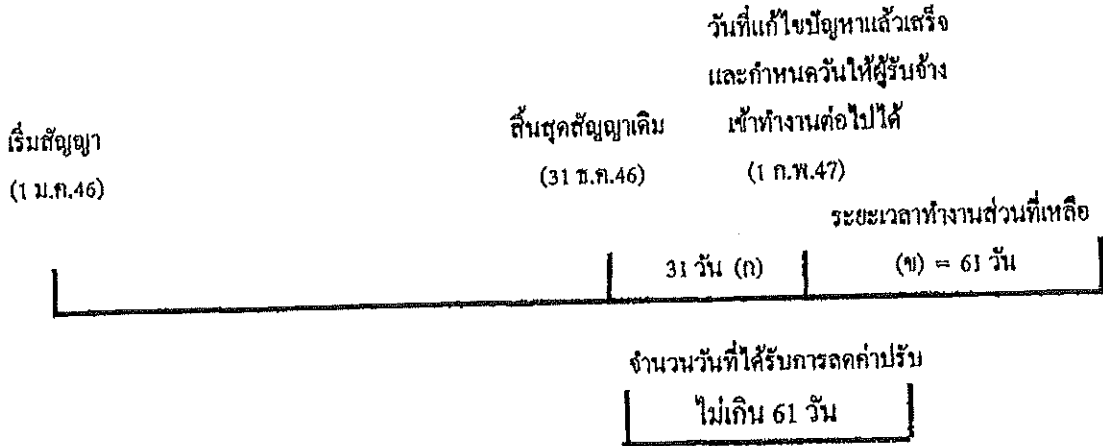 วันที่แก้ไขปัญหาแล้วเสร็จ
และกำหนดวันให้ผู้รับจ้าง
เริ่มสัญญา
สิ้นสุดสัญญาเดิม
เข้าทำงานต่อไปได้
(1 ม.ค.46)
(31 ธ.ค.46)
(1 ก.พ.47)
ระยะเวลาทำงานส่วนที่เหลือ
31 วัน (ก)
(ข) = 61 วัน
จำนวนวันที่ได้รับการลดค่าปรับ
ไม่เกิน 61 วัน